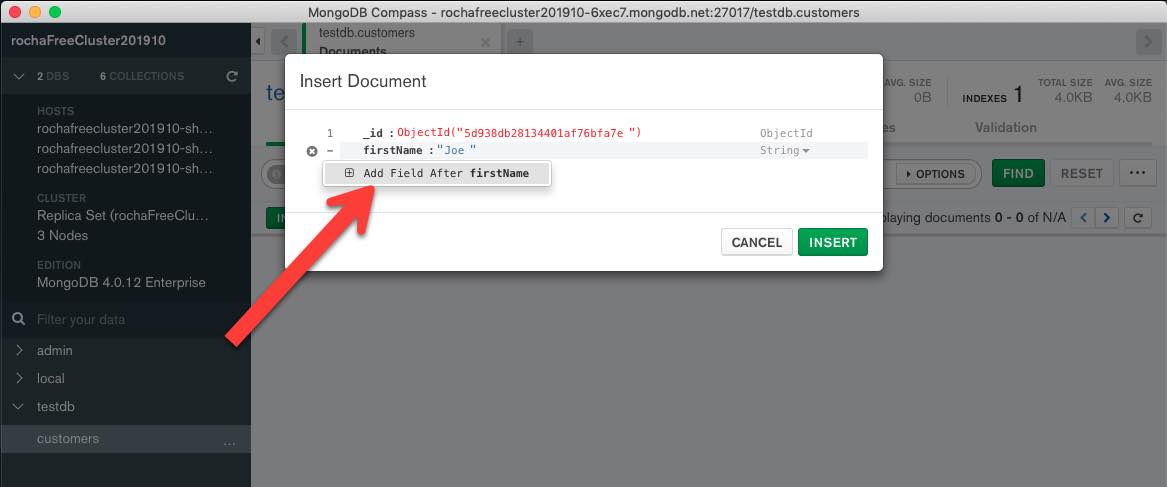 MongoDB Compass - rochafreecluster201910-6xec7.mongodb.net:27017/testdb.customers
rochaFreeCluster201910
2 DBS 6 COLLECTIONS
HOSTS
rochafreecluster201910-sh...
rochafreecluster201910-sh...
rochafreecluster201910-sh...
CLUSTER
Replica Set (rochaFreeClu...
3 Nodes
EDITION
MongoDB 4.0.12 Enterprise
Filter your data
admin
local
testdb
customers ...
testdb.customers
Documents
te
AVG. SIZE
0B
INDEXES 1
TOTAL SIZE
4.0KB
AVG. SIZE
4.0KB
es
Validation
OPTIONS
FIND
RESET
...
IN
playing documents 0 - 0 of N/A
Insert Document
1 _id : ObjectId("5d938db28134401af76bfa7e ") ObjectId
firstName : "Joe " String
Add Field After firstName
CANCEL
INSERT